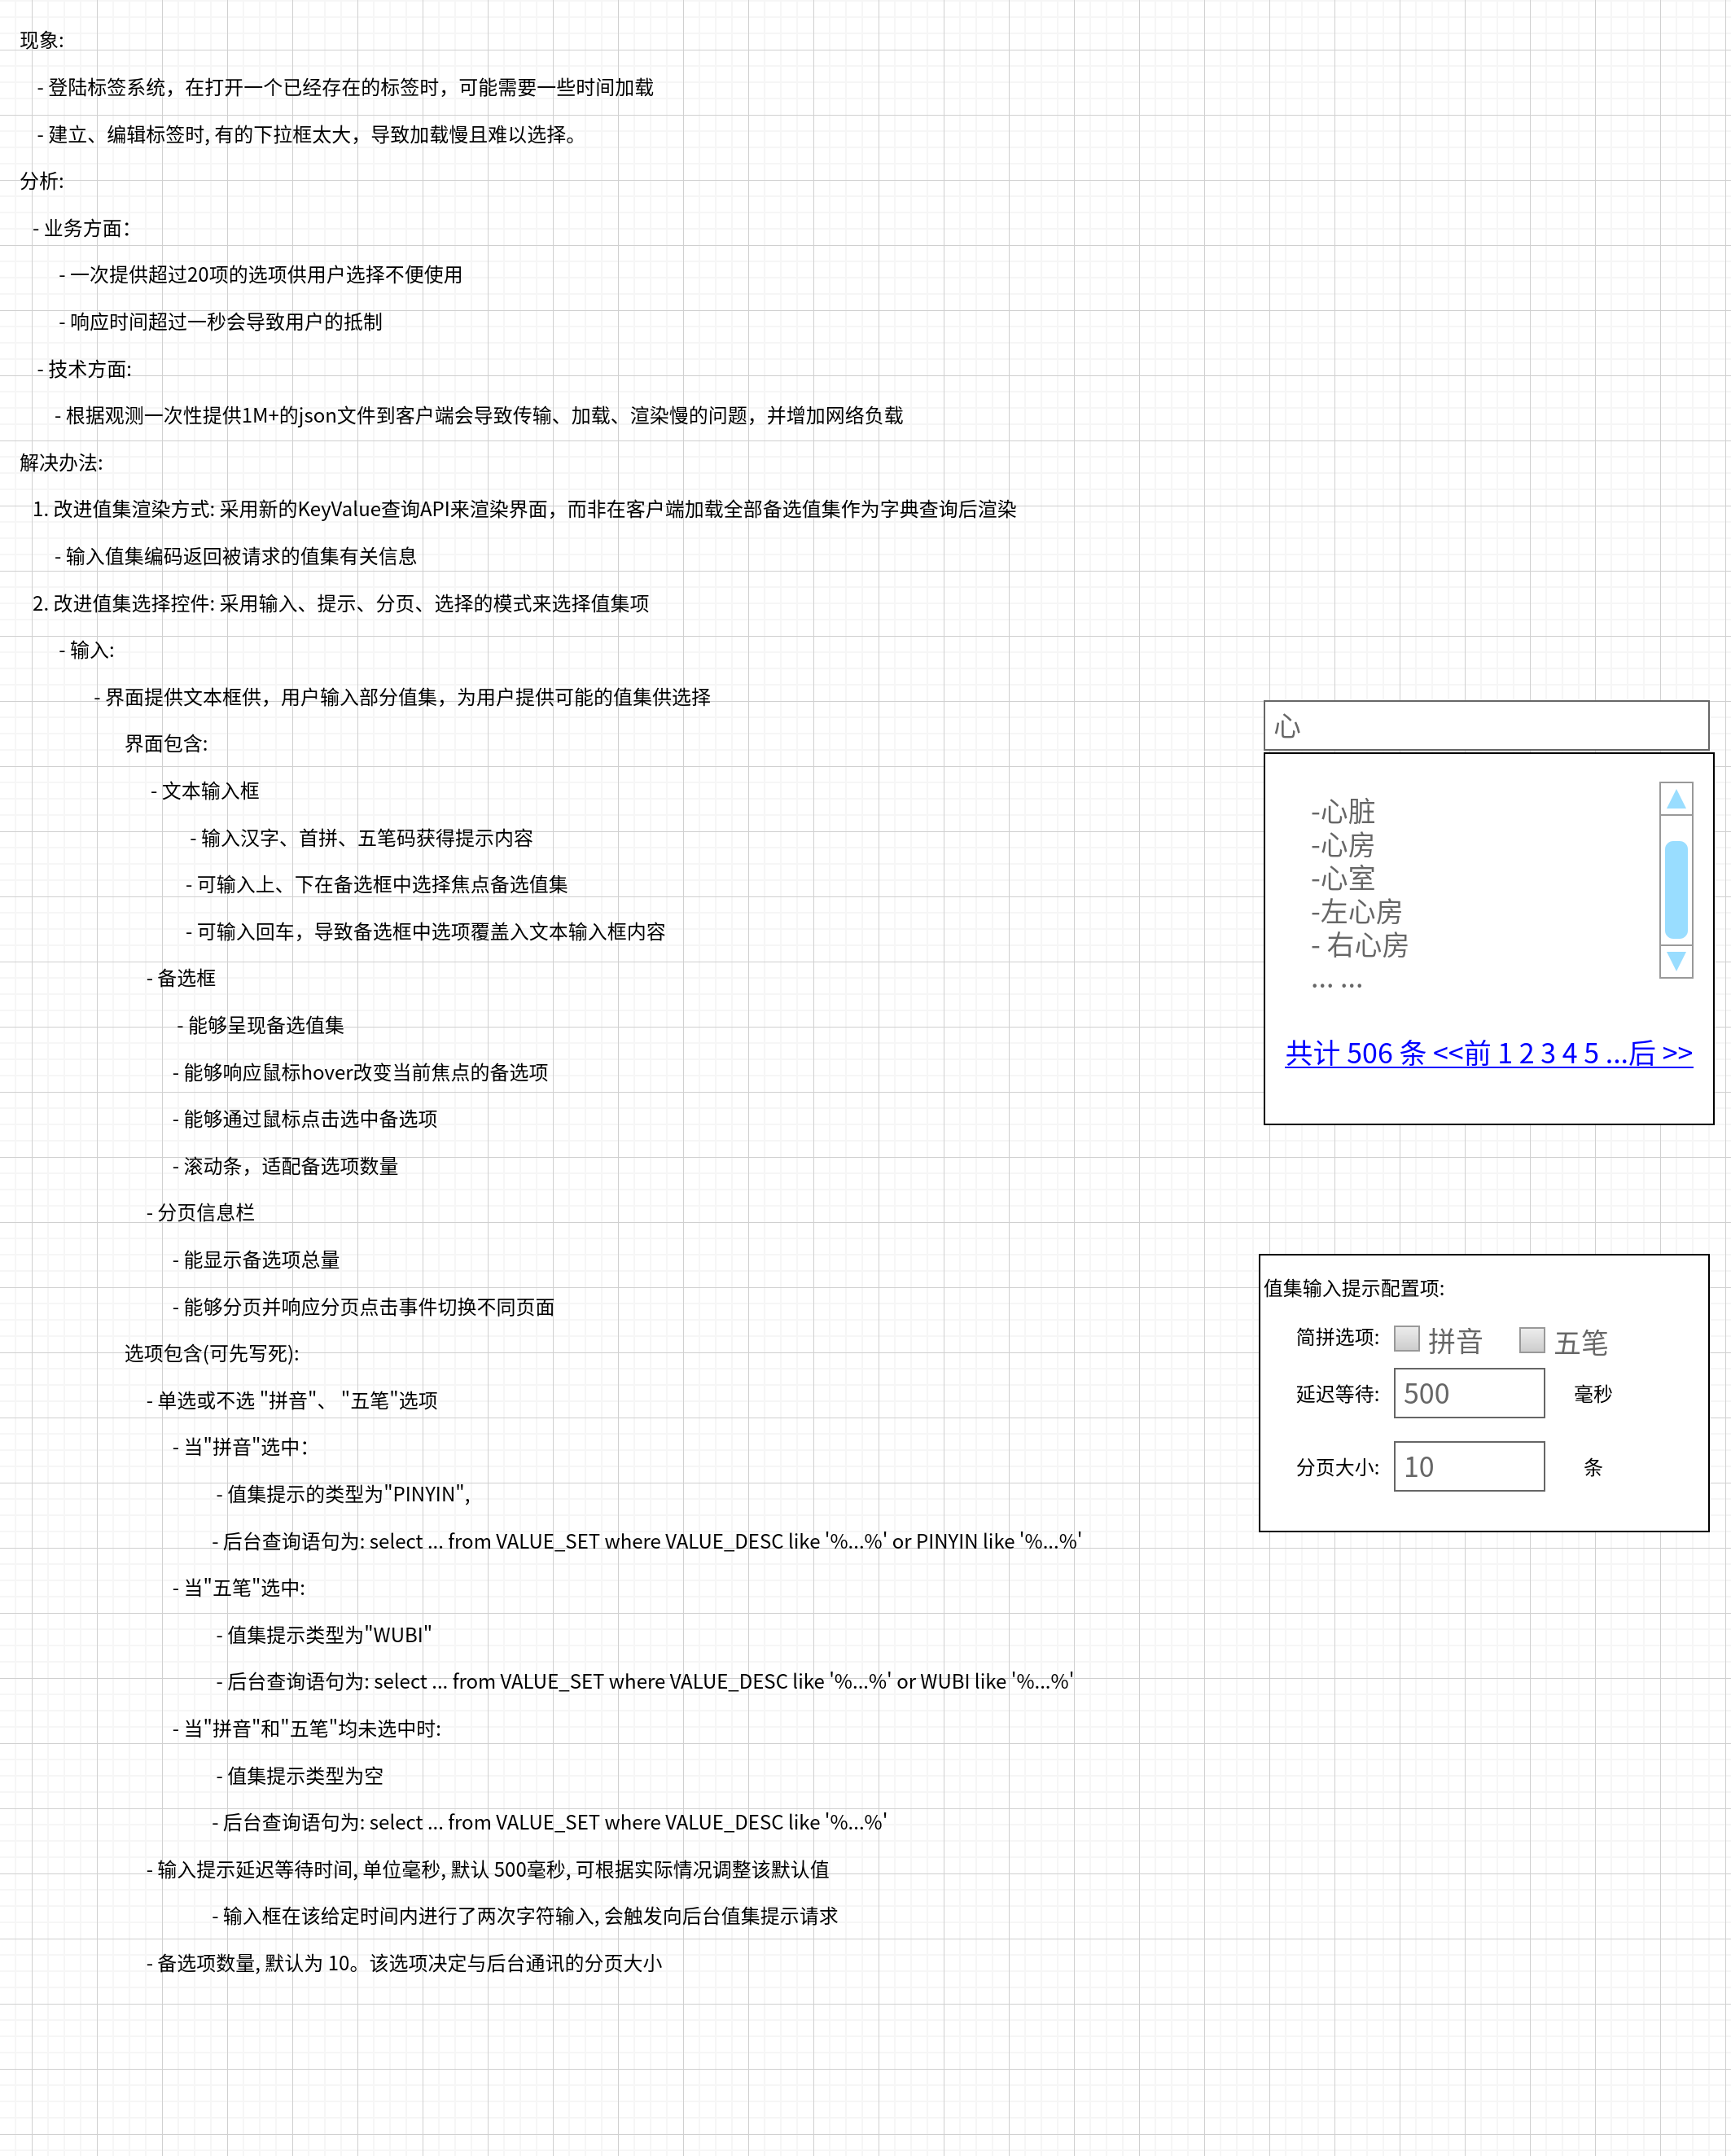 现象:
- 登陆标签系统，在打开一个已经存在的标签时，可能需要一些时间加载
- 建立、编辑标签时, 有的下拉框太大，导致加载慢且难以选择。
分析:
- 业务方面：
- 一次提供超过20项的选项供用户选择不便使用
- 响应时间超过一秒会导致用户的抵制
- 技术方面:
- 根据观测一次性提供1M+的json文件到客户端会导致传输、加载、渲染慢的问题，并增加网络负载
解决办法:
1. 改进值集渲染方式: 采用新的KeyValue查询API来渲染界面，而非在客户端加载全部备选值集作为字典查询后渲染
- 输入值集编码返回被请求的值集有关信息
2. 改进值集选择控件: 采用输入、提示、分页、选择的模式来选择值集项
- 输入:
- 界面提供文本框供，用户输入部分值集，为用户提供可能的值集供选择
界面包含:
- 文本输入框
- 输入汉字、首拼、五笔码获得提示内容
- 可输入上、下在备选框中选择焦点备选值集
- 可输入回车，导致备选框中选项覆盖入文本输入框内容
- 备选框
- 能够呈现备选值集
- 能够响应鼠标hover改变当前焦点的备选项
- 能够通过鼠标点击选中备选项
- 滚动条，适配备选项数量
- 分页信息栏
- 能显示备选项总量
- 能够分页并响应分页点击事件切换不同页面
选项包含(可先写死):
- 单选或不选 "拼音"、 "五笔"选项
- 当"拼音"选中：
- 值集提示的类型为"PINYIN",
- 后台查询语句为: select ... from VALUE_SET where VALUE_DESC like '%...%' or PINYIN like '%...%'
- 当"五笔"选中:
- 值集提示类型为"WUBI"
- 后台查询语句为: select ... from VALUE_SET where VALUE_DESC like '%...%' or WUBI like '%...%'
- 当"拼音"和"五笔"均未选中时:
- 值集提示类型为空
- 后台查询语句为: select ... from VALUE_SET where VALUE_DESC like '%...%'
- 输入提示延迟等待时间, 单位毫秒, 默认 500毫秒, 可根据实际情况调整该默认值
- 输入框在该给定时间内进行了两次字符输入, 会触发向后台值集提示请求
- 备选项数量, 默认为 10。该选项决定与后台通讯的分页大小
心
-心脏
-心房
-心室
-左心房
- 右心房
... ...
共计 506 条 <<前 1 2 3 4 5 ...后 >>
值集输入提示配置项:
简拼选项: 拼音 五笔
延迟等待: 500 毫秒
分页大小: 10 条